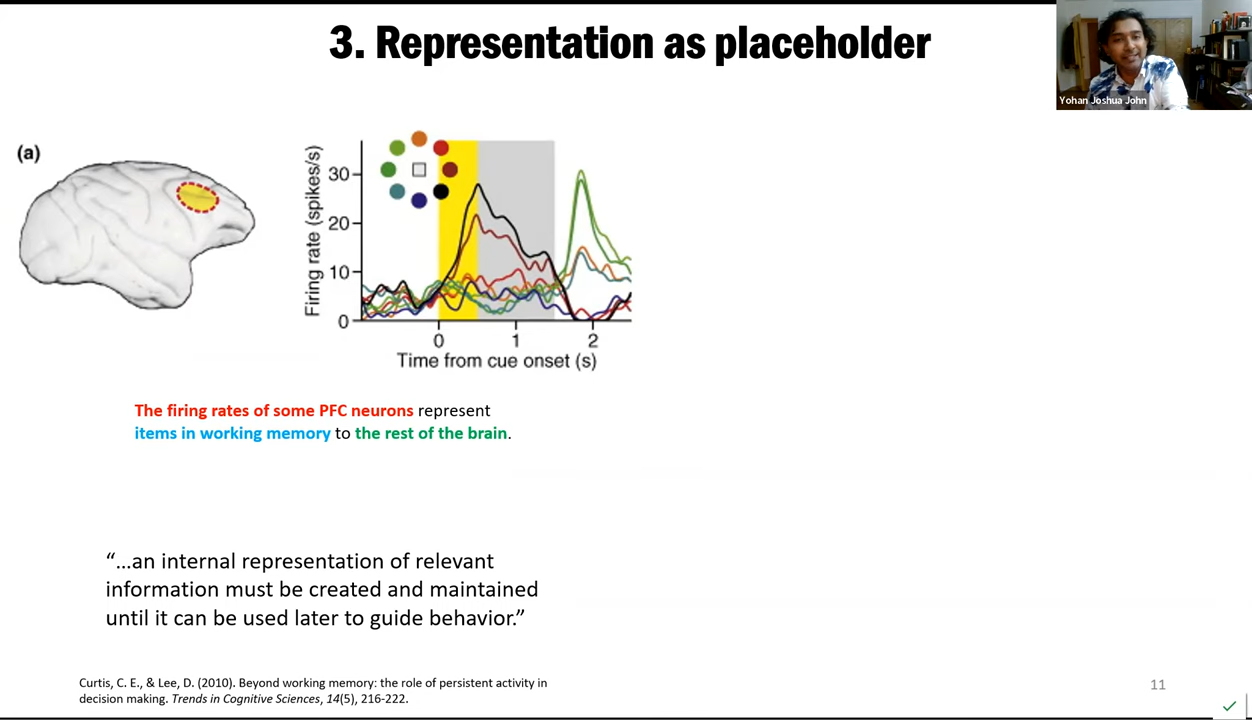 3. Representation as placeholder
Yohan Joshua John
(a)
Firing rate (spikes/s)
30
20
10
0
0 1 2
Time from cue onset (s)
The firing rates of some PFC neurons represent
items in working memory to the rest of the brain.
“…an internal representation of relevant
information must be created and maintained
until it can be used later to guide behavior.”
Curtis, C. E., & Lee, D. (2010). Beyond working memory: the role of persistent activity in
decision making. Trends in Cognitive Sciences, 14(5), 216-222.
11